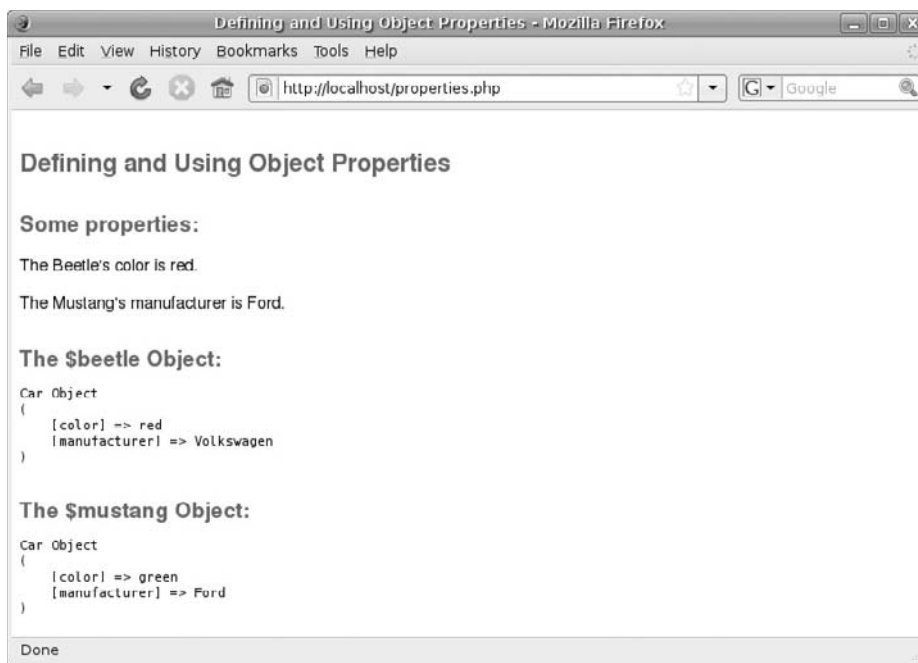 Defining and Using Object Properties - Mozilla Firefox
File Edit View History Bookmarks Tools Help
http://localhost/properties.php
G Google
Defining and Using Object Properties
Some properties:
The Beetle's color is red.
The Mustang's manufacturer is Ford.
The $beetle Object:
Car Object
(
    [color] => red
    [manufacturer] => Volkswagen
)
The $mustang Object:
Car Object
(
    [color] => green
    [manufacturer] => Ford
)
Done